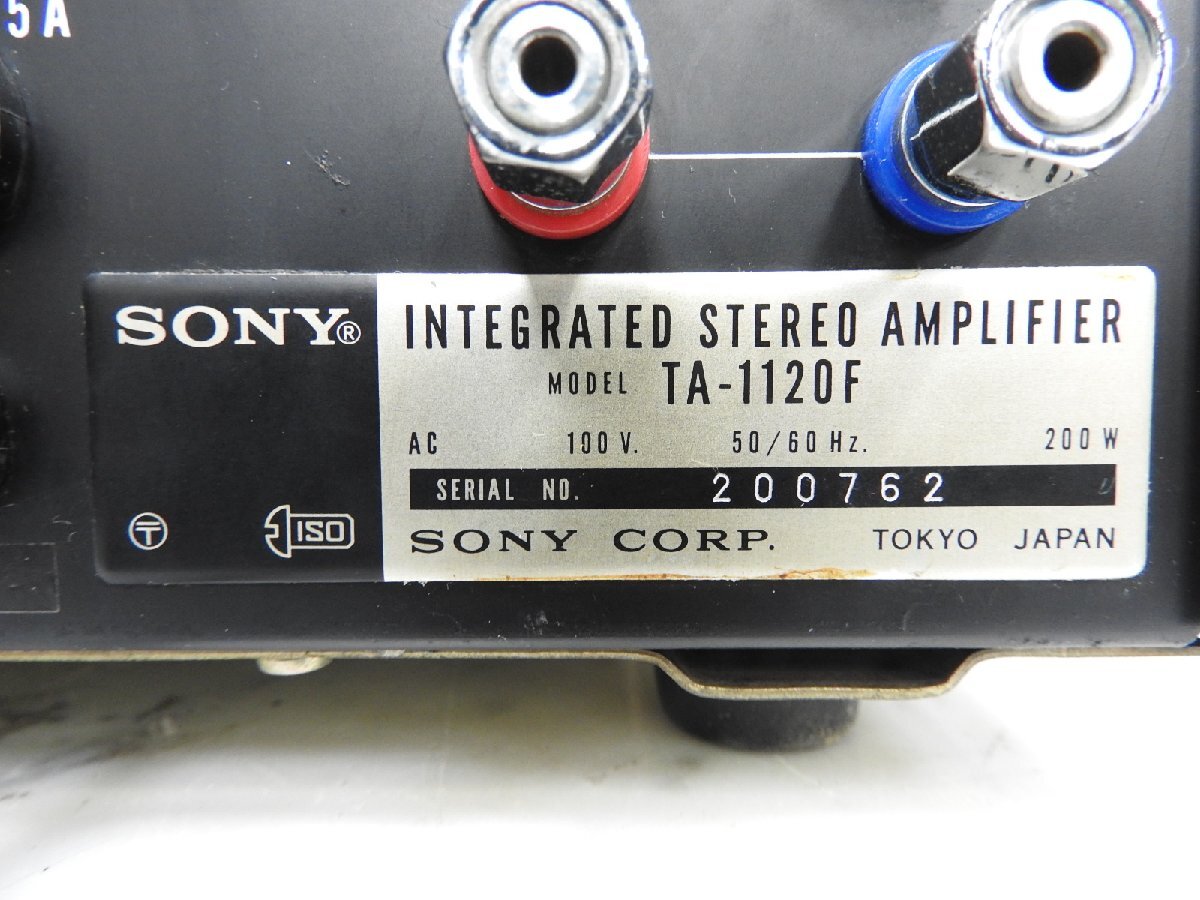 5A
SONY®
INTEGRATED STEREO AMPLIFIER
MODEL TA-1120F
AC 100 V. 50/60 Hz. 200 W
SERIAL NO. 200762
ISO
SONY CORP. TOKYO JAPAN